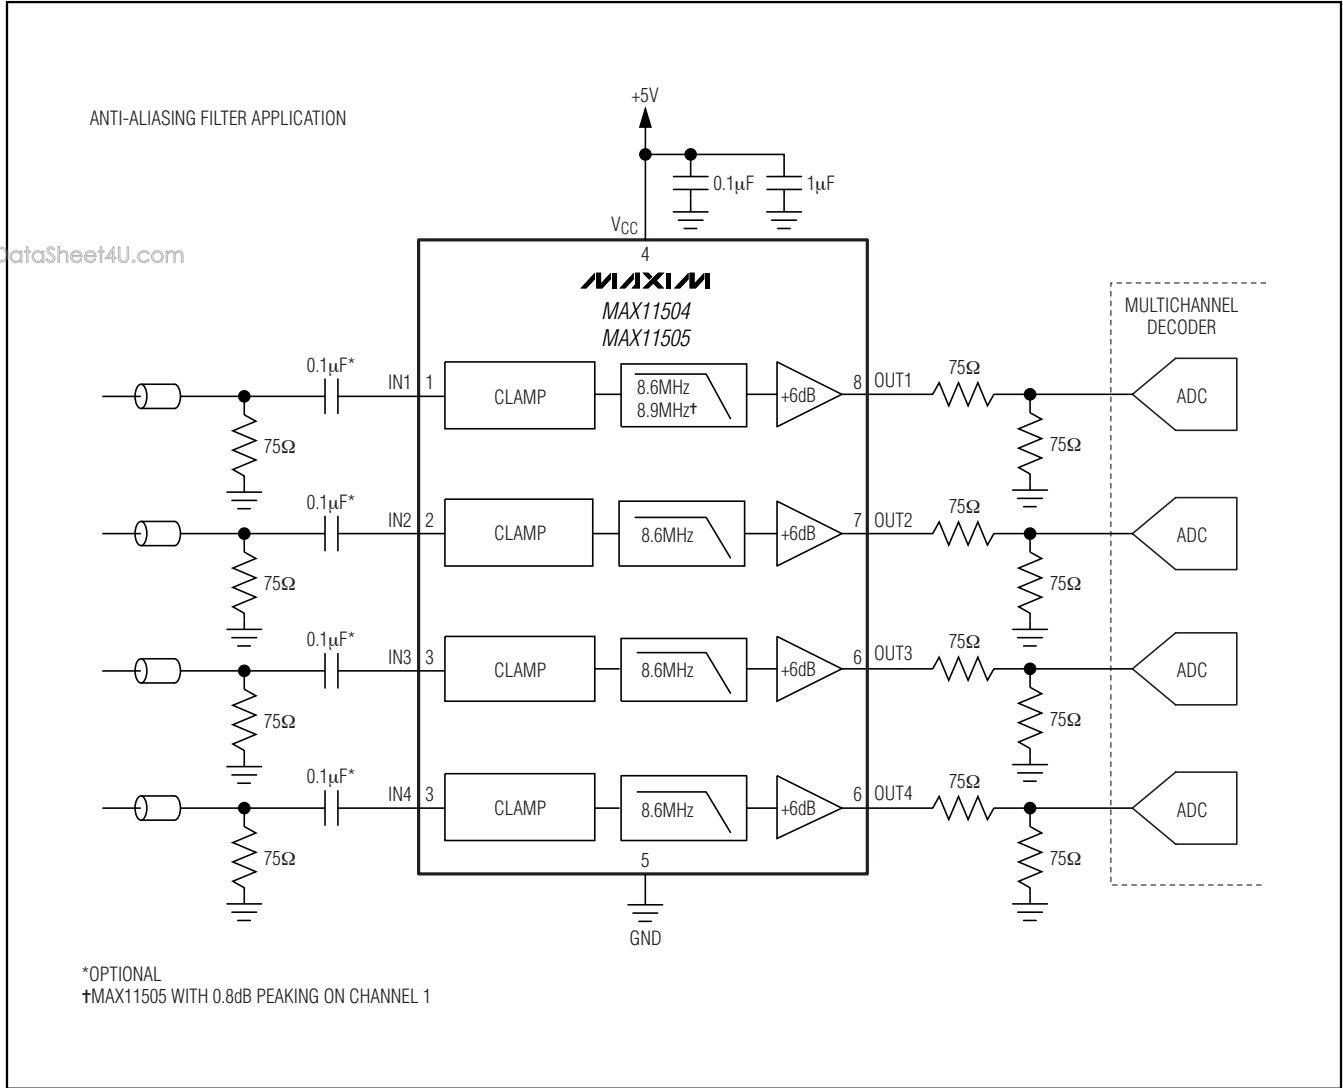 ANTI-ALIASING FILTER APPLICATION
+5V
0.1μF
1μF
VCC
4
DataSheet4U.com
MAXIM
MAX11504
MAX11505
MULTICHANNEL
DECODER
0.1μF*
IN1
1
CLAMP
8.6MHz
8.9MHz†
+6dB
8
OUT1
75Ω
ADC
75Ω
75Ω
0.1μF*
IN2
2
CLAMP
8.6MHz
+6dB
7
OUT2
75Ω
ADC
75Ω
75Ω
0.1μF*
IN3
3
CLAMP
8.6MHz
+6dB
6
OUT3
75Ω
ADC
75Ω
75Ω
0.1μF*
IN4
3
CLAMP
8.6MHz
+6dB
6
OUT4
75Ω
ADC
75Ω
75Ω
5
GND
*OPTIONAL
†MAX11505 WITH 0.8dB PEAKING ON CHANNEL 1